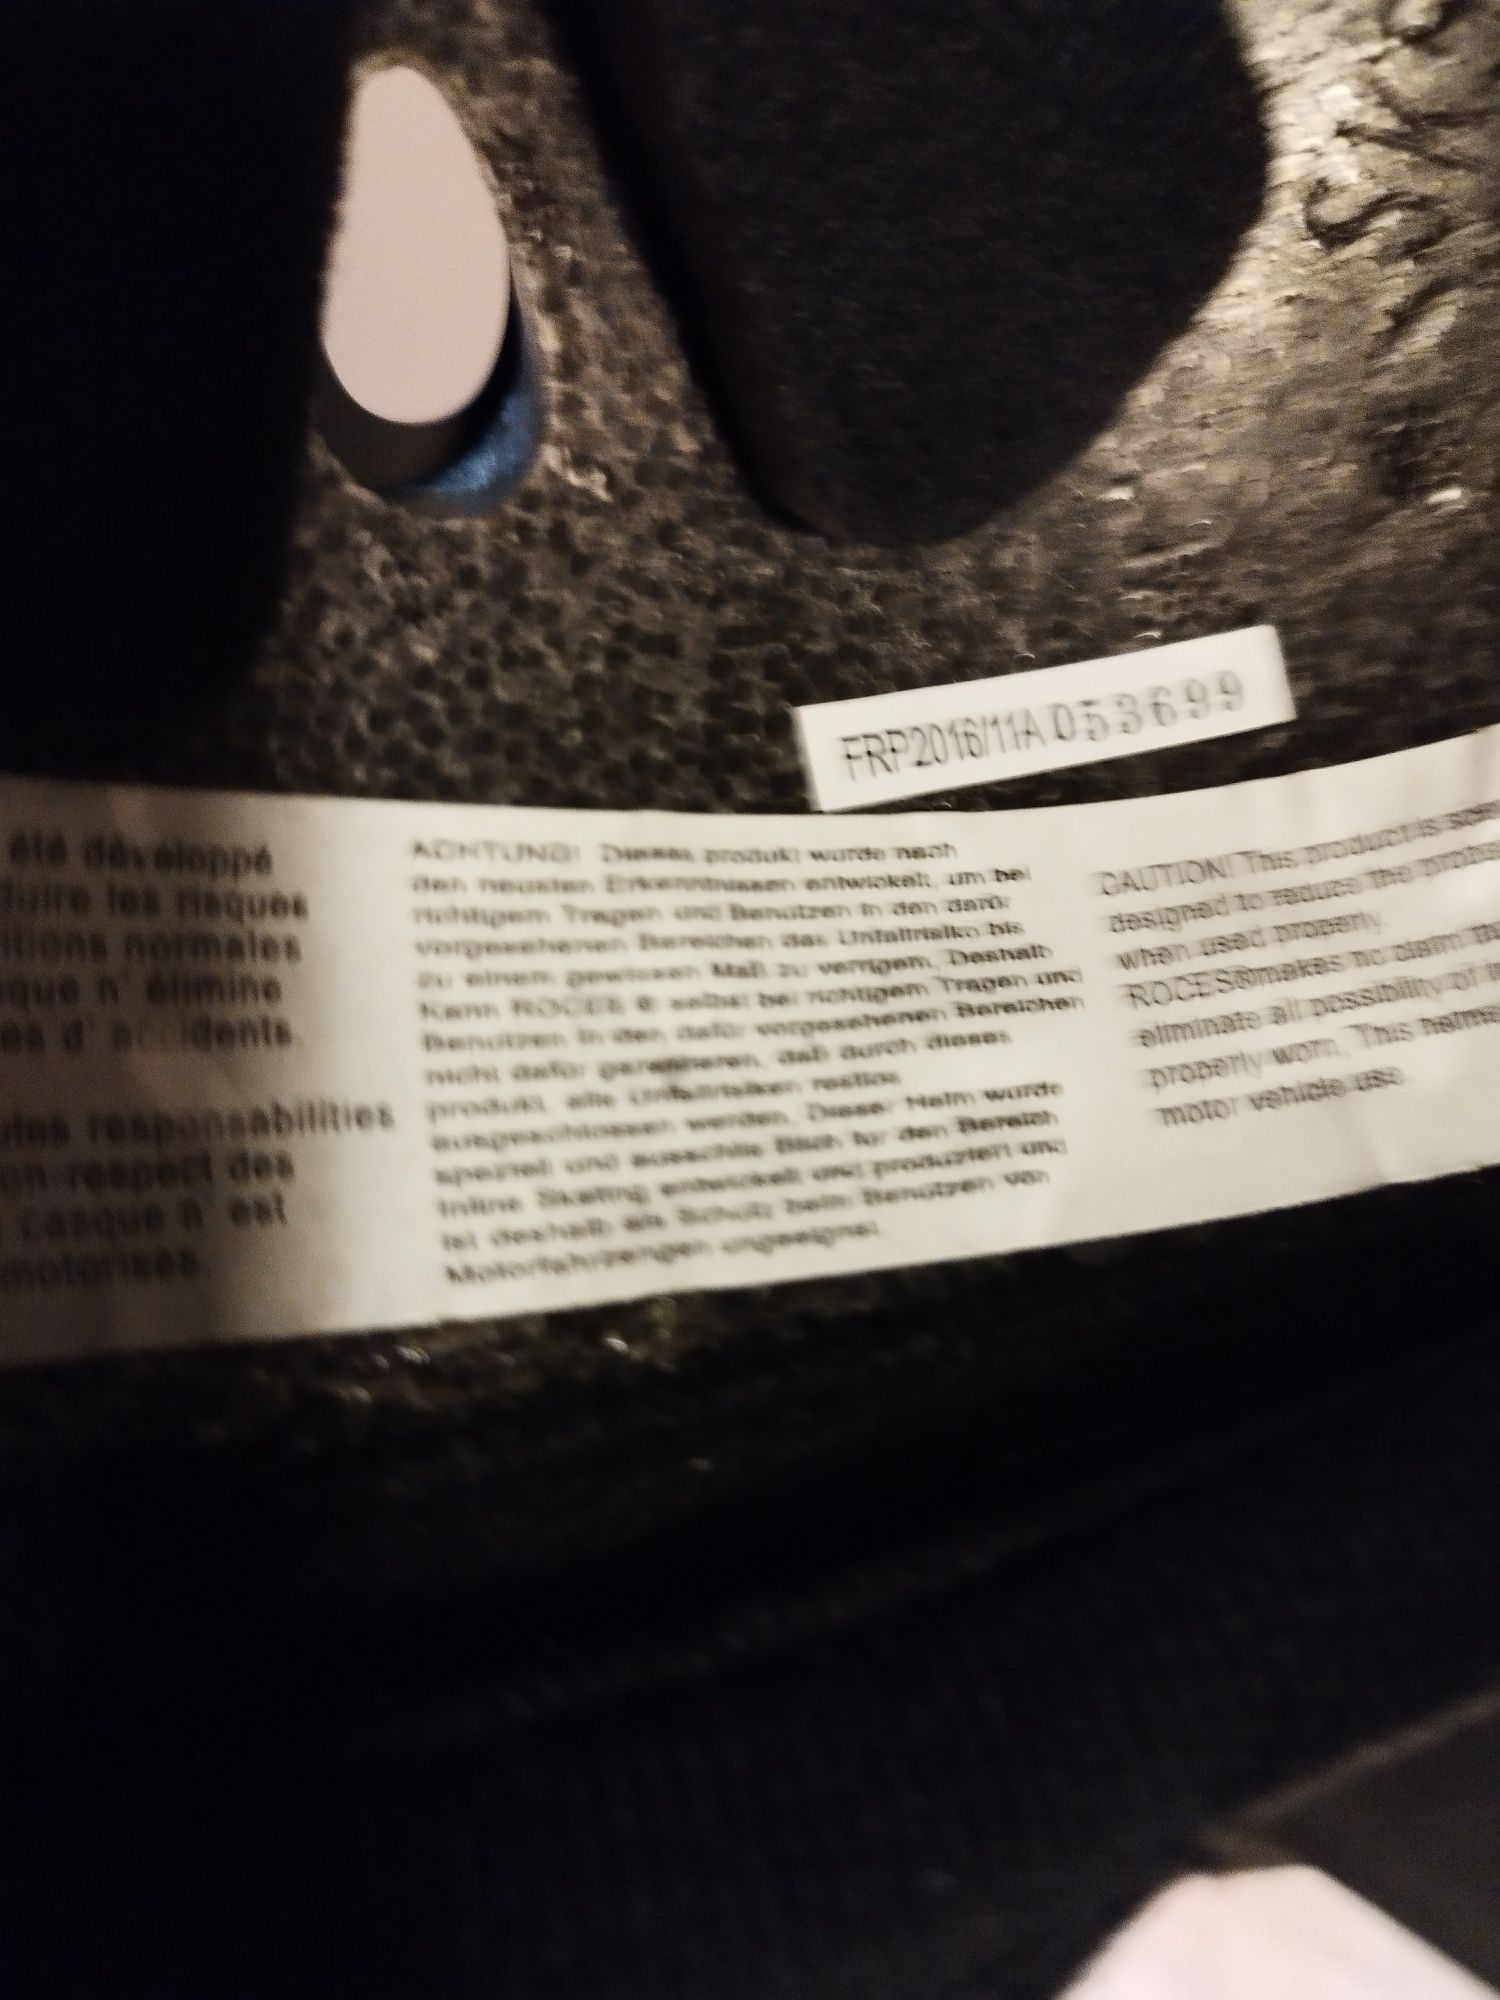 FRP2016/11A 053699
été développé
duire les risques
itions normales
que n' élimine
es d' accidents.
les responsabilities
on-respect des
casque n' est
motorises.
ACHTUNG! Dieses produkt wurde nach
den neusten Erkenntnissen entwickelt, um bei
richtigem Tragen und Benutzen in den dafür
vorgesehenen Bereichen das Unfallrisiko bis
zu einem gewissen Maß zu verrigem. Deshalb
Kann ROCES ® selbst bei richtigem Tragen und
Benutzen in den dafür vorgesehenen Bereichen
nicht dafür garantieren, daß durch dieses
produkt, alle Unfallrisiken restlos
ausgeschlossen werden. Dieser Helm wurde
speziell und ausschließlich für den Bereich
Inline Skating entwickelt und produziert und
ist deshalb als Schutz beim Benutzen von
Motorfahrzeugen ungeeignet
CAUTION! This product is
designed to reduce the
when used properly.
ROCES®makes no claim
eliminate all possibility of
properly worn. This
motor vehicle use.